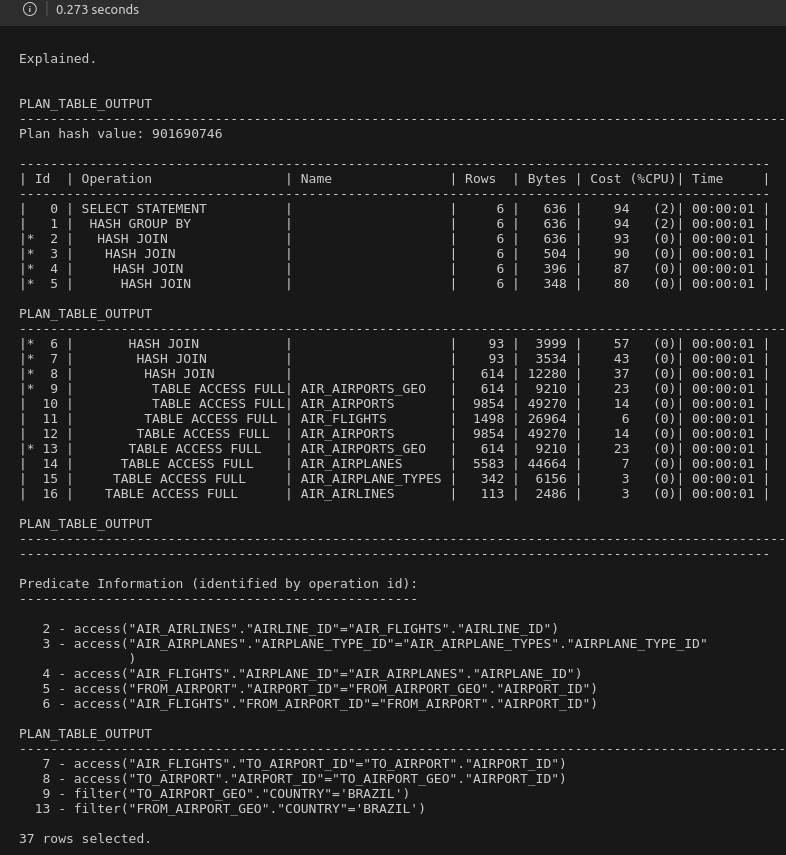 0.273 seconds
Explained.
PLAN_TABLE_OUTPUT
--------------------------------------------------------------------------------------------------
Plan hash value: 901690746
------------------------------------------------------------------------------------------------
| Id  | Operation                 | Name               | Rows  | Bytes | Cost (%CPU)| Time     |
------------------------------------------------------------------------------------------------
|   0 | SELECT STATEMENT          |                    |     6 |   636 |    94   (2)| 00:00:01 |
|   1 |  HASH GROUP BY            |                    |     6 |   636 |    94   (2)| 00:00:01 |
|*  2 |   HASH JOIN               |                    |     6 |   636 |    93   (0)| 00:00:01 |
|*  3 |    HASH JOIN              |                    |     6 |   504 |    90   (0)| 00:00:01 |
|*  4 |     HASH JOIN             |                    |     6 |   396 |    87   (0)| 00:00:01 |
|*  5 |      HASH JOIN            |                    |     6 |   348 |    80   (0)| 00:00:01 |
PLAN_TABLE_OUTPUT
--------------------------------------------------------------------------------------------------
|*  6 |       HASH JOIN           |                    |    93 |  3999 |    57   (0)| 00:00:01 |
|*  7 |        HASH JOIN          |                    |    93 |  3534 |    43   (0)| 00:00:01 |
|*  8 |         HASH JOIN         |                    |   614 | 12280 |    37   (0)| 00:00:01 |
|*  9 |          TABLE ACCESS FULL| AIR_AIRPORTS_GEO   |   614 |  9210 |    23   (0)| 00:00:01 |
|  10 |          TABLE ACCESS FULL| AIR_AIRPORTS       |  9854 | 49270 |    14   (0)| 00:00:01 |
|  11 |         TABLE ACCESS FULL | AIR_FLIGHTS        |  1498 | 26964 |     6   (0)| 00:00:01 |
|  12 |        TABLE ACCESS FULL  | AIR_AIRPORTS       |  9854 | 49270 |    14   (0)| 00:00:01 |
|* 13 |       TABLE ACCESS FULL   | AIR_AIRPORTS_GEO   |   614 |  9210 |    23   (0)| 00:00:01 |
|  14 |      TABLE ACCESS FULL    | AIR_AIRPLANES      |  5583 | 44664 |     7   (0)| 00:00:01 |
|  15 |     TABLE ACCESS FULL     | AIR_AIRPLANE_TYPES |   342 |  6156 |     3   (0)| 00:00:01 |
|  16 |    TABLE ACCESS FULL      | AIR_AIRLINES       |   113 |  2486 |     3   (0)| 00:00:01 |
PLAN_TABLE_OUTPUT
--------------------------------------------------------------------------------------------------
------------------------------------------------------------------------------------------------
Predicate Information (identified by operation id):
---------------------------------------------------
2 - access("AIR_AIRLINES"."AIRLINE_ID"="AIR_FLIGHTS"."AIRLINE_ID")
3 - access("AIR_AIRPLANES"."AIRPLANE_TYPE_ID"="AIR_AIRPLANE_TYPES"."AIRPLANE_TYPE_ID"
)
4 - access("AIR_FLIGHTS"."AIRPLANE_ID"="AIR_AIRPLANES"."AIRPLANE_ID")
5 - access("FROM_AIRPORT"."AIRPORT_ID"="FROM_AIRPORT_GEO"."AIRPORT_ID")
6 - access("AIR_FLIGHTS"."FROM_AIRPORT_ID"="FROM_AIRPORT"."AIRPORT_ID")
PLAN_TABLE_OUTPUT
--------------------------------------------------------------------------------------------------
7 - access("AIR_FLIGHTS"."TO_AIRPORT_ID"="TO_AIRPORT"."AIRPORT_ID")
8 - access("TO_AIRPORT"."AIRPORT_ID"="TO_AIRPORT_GEO"."AIRPORT_ID")
9 - filter("TO_AIRPORT_GEO"."COUNTRY"='BRAZIL')
13 - filter("FROM_AIRPORT_GEO"."COUNTRY"='BRAZIL')
37 rows selected.